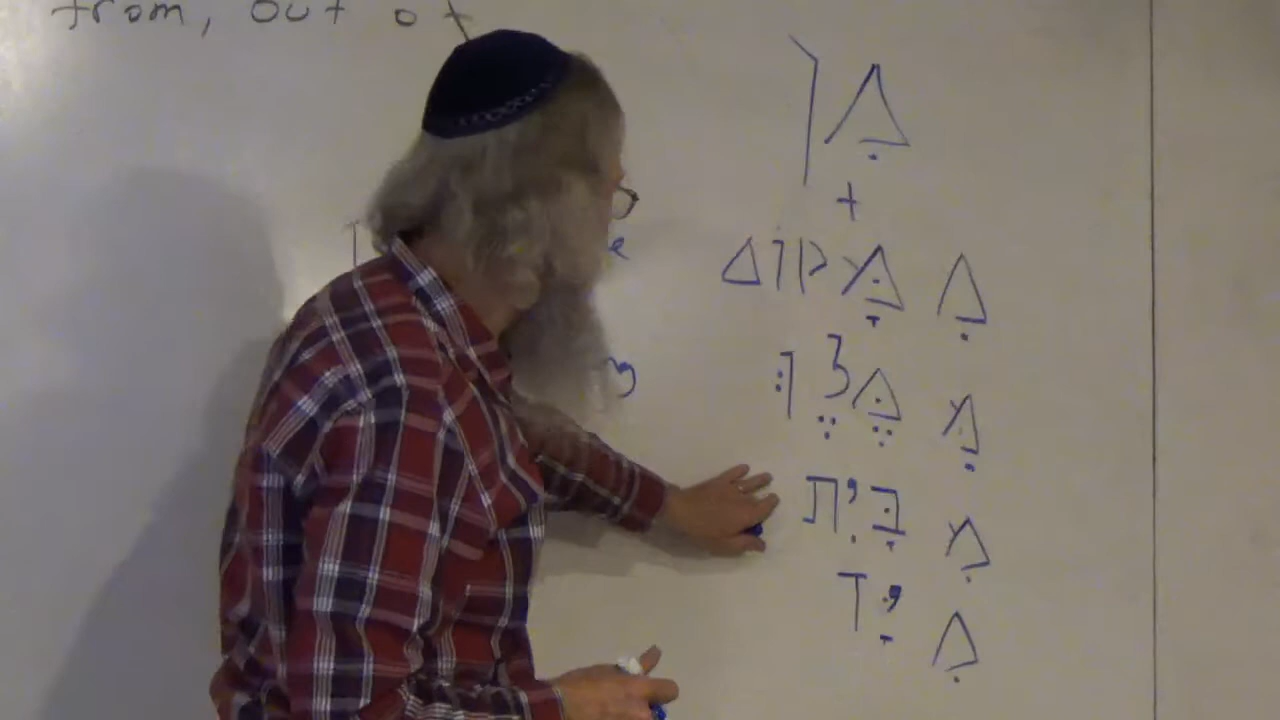 from, out of
מִן
+
מִ מָּקוֹם
מִ מֶּלֶךְ
מִ בַּיִת
מִ יָּד